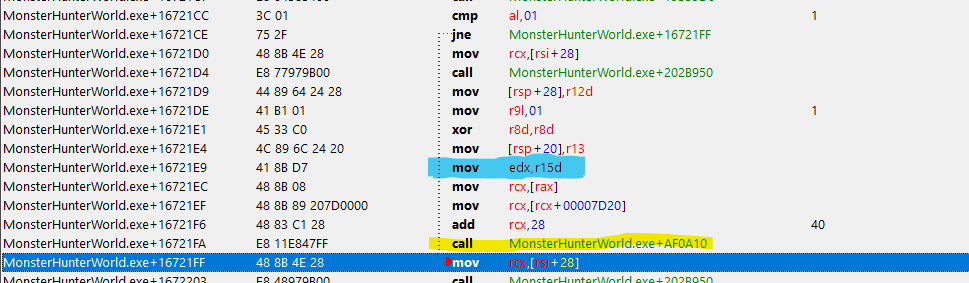 MonsterHunterWorld.exe+16721CC 3C 01 cmp al,01 1
MonsterHunterWorld.exe+16721CE 75 2F jne MonsterHunterWorld.exe+16721FF
MonsterHunterWorld.exe+16721D0 48 8B 4E 28 mov rcx,[rsi+28]
MonsterHunterWorld.exe+16721D4 E8 77979B00 call MonsterHunterWorld.exe+202B950
MonsterHunterWorld.exe+16721D9 44 89 64 24 28 mov [rsp+28],r12d
MonsterHunterWorld.exe+16721DE 41 B1 01 mov r9l,01 1
MonsterHunterWorld.exe+16721E1 45 33 C0 xor r8d,r8d
MonsterHunterWorld.exe+16721E4 4C 89 6C 24 20 mov [rsp+20],r13
MonsterHunterWorld.exe+16721E9 41 8B D7 mov edx,r15d
MonsterHunterWorld.exe+16721EC 48 8B 08 mov rcx,[rax]
MonsterHunterWorld.exe+16721EF 48 8B 89 207D0000 mov rcx,[rcx+00007D20]
MonsterHunterWorld.exe+16721F6 48 83 C1 28 add rcx,28 40
MonsterHunterWorld.exe+16721FA E8 11E847FF call MonsterHunterWorld.exe+AF0A10
MonsterHunterWorld.exe+16721FF 48 8B 4E 28 mov rcx,[rsi+28]
MonsterHunterWorld.exe+1672203 E8 48979B00 call MonsterHunterWorld.exe+202B950